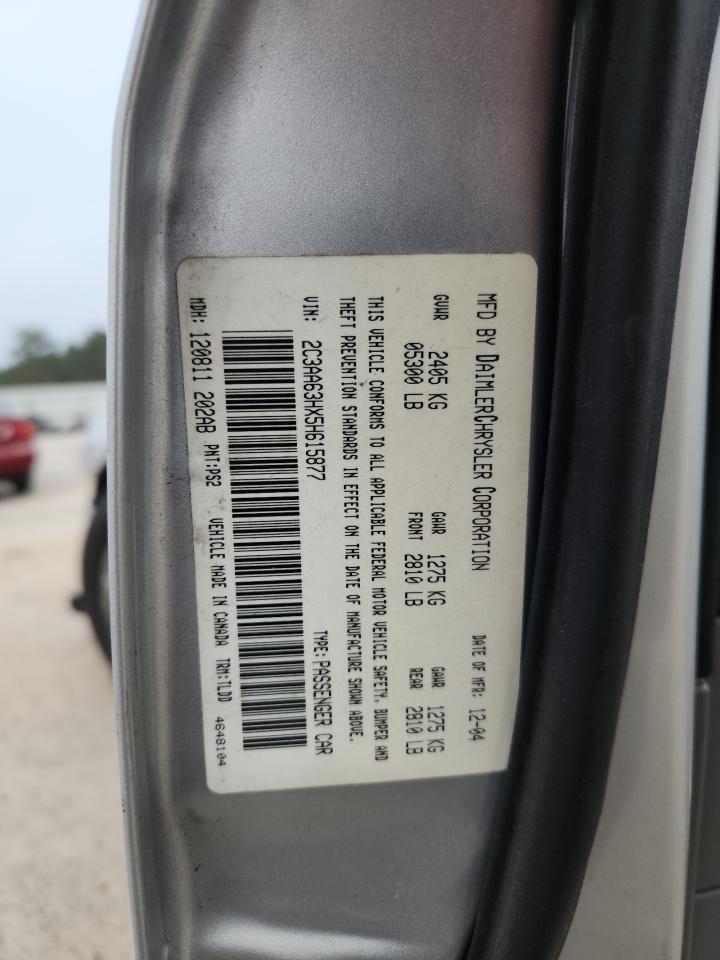 MFD BY DAIMLERCHRYSLER CORPORATION DATE OF MFR: 12-04
GVWR 2405 KG GAWR 1275 KG GAWR 1275 KG
05300 LB FRONT 2810 LB REAR 2810 LB
THIS VEHICLE CONFORMS TO ALL APPLICABLE FEDERAL MOTOR VEHICLE SAFETY, BUMPER AND
THEFT PREVENTION STANDARDS IN EFFECT ON THE DATE OF MANUFACTURE SHOWN ABOVE.
VIN: 2C3AA63HX5H615877 TYPE: PASSENGER CAR
MDH: 120811 202AB PNT:PS2 VEHICLE MADE IN CANADA TRM:TLDD 4648104